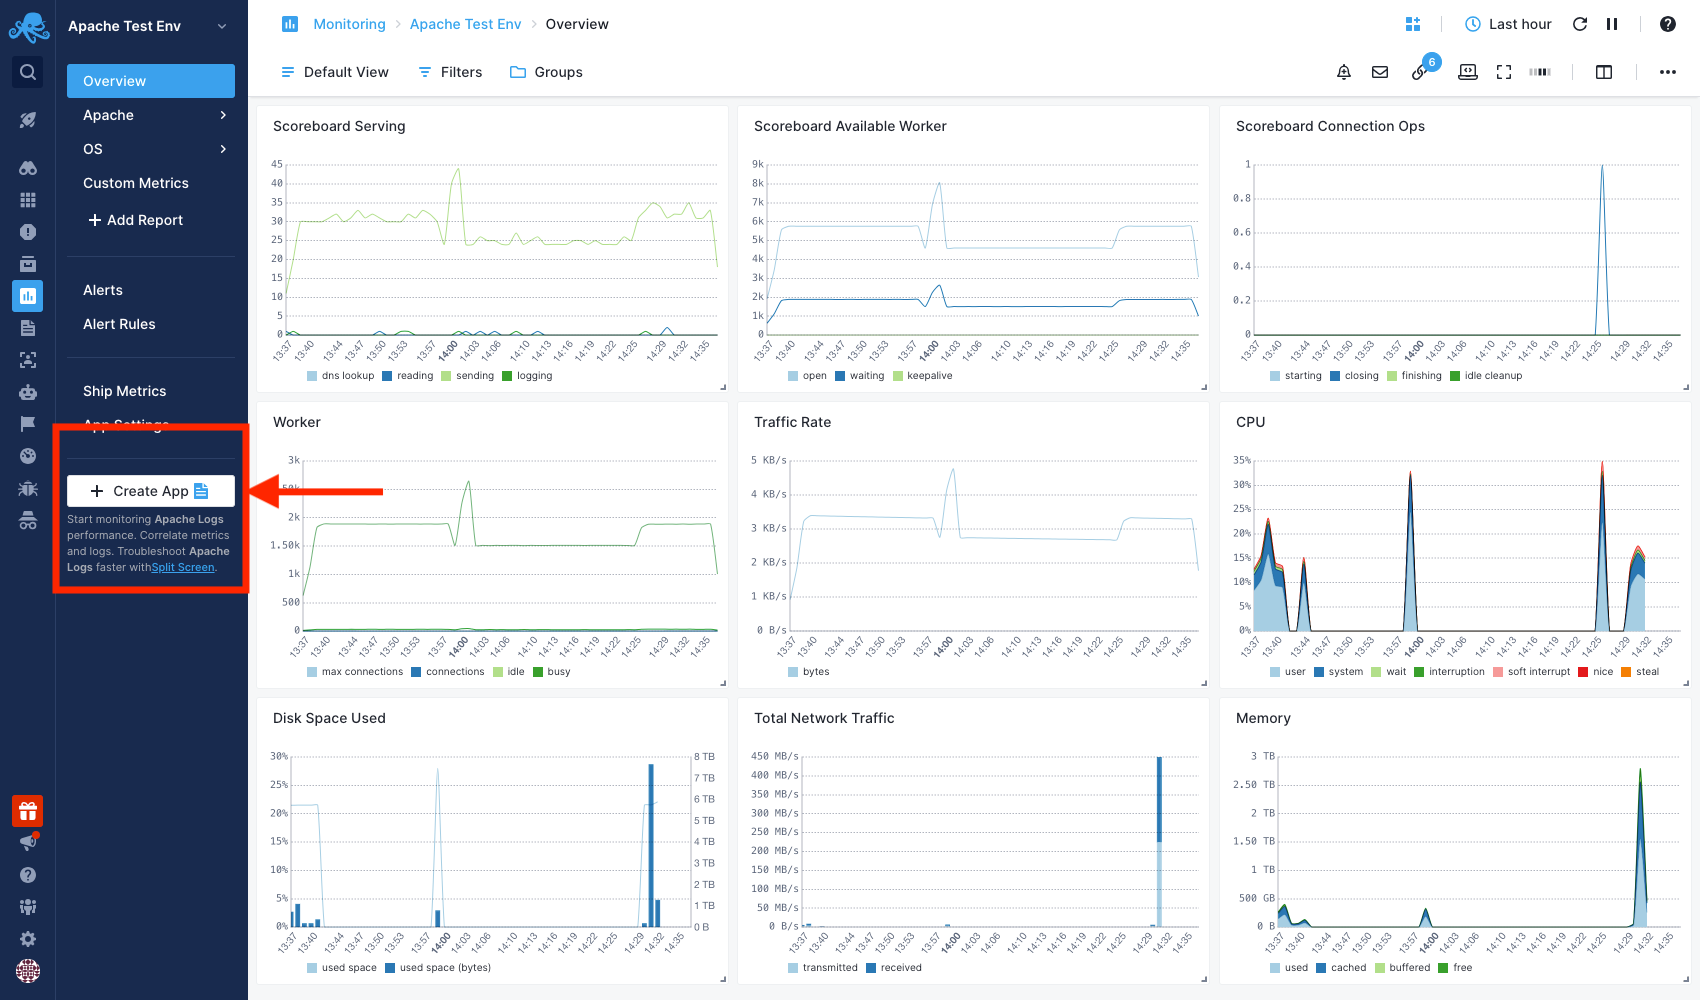 Apache Test Env
Overview
Apache
OS
Custom Metrics
Add Report
Alerts
Alert Rules
Ship Metrics
App Settings
Create App
Start monitoring Apache Logs
performance. Correlate metrics
and logs. Troubleshoot Apache
Logs faster withSplit Screen.
Monitoring > Apache Test Env > Overview
Last hour
Default View Filters Groups
6
Scoreboard Serving
45
40
35
30
25
20
15
10
5
0
13:37 13:40 13:44 13:47 13:50 13:53 13:57 14:00 14:03 14:06 14:10 14:13 14:16 14:19 14:22 14:25 14:29 14:32 14:35
dns lookup reading sending logging
Scoreboard Available Worker
9k
8k
7k
6k
5k
4k
3k
2k
1k
0
13:37 13:40 13:44 13:47 13:50 13:53 13:57 14:00 14:03 14:06 14:10 14:13 14:16 14:19 14:22 14:25 14:29 14:32 14:35
open waiting keepalive
Scoreboard Connection Ops
1
0.8
0.6
0.4
0.2
0
13:37 13:40 13:44 13:47 13:50 13:53 13:57 14:00 14:03 14:06 14:10 14:13 14:16 14:19 14:22 14:25 14:29 14:32 14:35
starting closing finishing idle cleanup
Worker
3k
2k
1.50k
1k
500
0
13:37 13:40 13:44 13:47 13:50 13:53 13:57 14:00 14:03 14:06 14:10 14:13 14:16 14:19 14:22 14:25 14:29 14:32 14:35
max connections connections idle busy
Traffic Rate
5 KB/s
4 KB/s
3 KB/s
2 KB/s
1 KB/s
0 B/s
13:37 13:40 13:44 13:47 13:50 13:53 13:57 14:00 14:03 14:06 14:10 14:13 14:16 14:19 14:22 14:25 14:29 14:32 14:35
bytes
CPU
35%
30%
25%
20%
15%
10%
5%
0%
13:37 13:40 13:44 13:47 13:50 13:53 13:57 14:00 14:03 14:06 14:10 14:13 14:16 14:19 14:22 14:25 14:29 14:32 14:35
user system wait interruption soft interrupt nice steal
Disk Space Used
30%
25%
20%
15%
10%
5%
0%
8 TB
7 TB
6 TB
5 TB
4 TB
3 TB
2 TB
1 TB
0 B
13:37 13:40 13:44 13:47 13:50 13:53 13:57 14:00 14:03 14:06 14:10 14:13 14:16 14:19 14:22 14:25 14:29 14:32 14:35
used space used space (bytes)
Total Network Traffic
450 MB/s
400 MB/s
350 MB/s
300 MB/s
250 MB/s
200 MB/s
150 MB/s
100 MB/s
50 MB/s
0 B/s
13:37 13:40 13:44 13:47 13:50 13:53 13:57 14:00 14:03 14:06 14:10 14:13 14:16 14:19 14:22 14:25 14:29 14:32 14:35
transmitted received
Memory
3 TB
2.50 TB
2 TB
1.50 TB
1 TB
500 GB
0 B
13:37 13:40 13:44 13:47 13:50 13:53 13:57 14:00 14:03 14:06 14:10 14:13 14:16 14:19 14:22 14:25 14:29 14:32 14:35
used cached buffered free